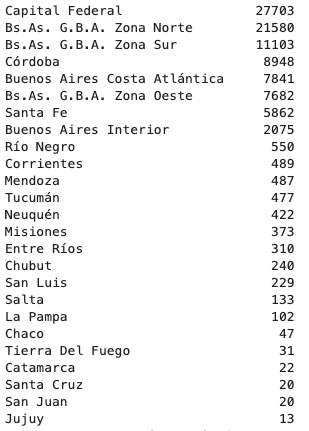 Capital Federal 27703
Bs.As. G.B.A. Zona Norte 21580
Bs.As. G.B.A. Zona Sur 11103
Córdoba 8948
Buenos Aires Costa Atlántica 7841
Bs.As. G.B.A. Zona Oeste 7682
Santa Fe 5862
Buenos Aires Interior 2075
Río Negro 550
Corrientes 489
Mendoza 487
Tucumán 477
Neuquén 422
Misiones 373
Entre Ríos 310
Chubut 240
San Luis 229
Salta 133
La Pampa 102
Chaco 47
Tierra Del Fuego 31
Catamarca 22
Santa Cruz 20
San Juan 20
Jujuy 13